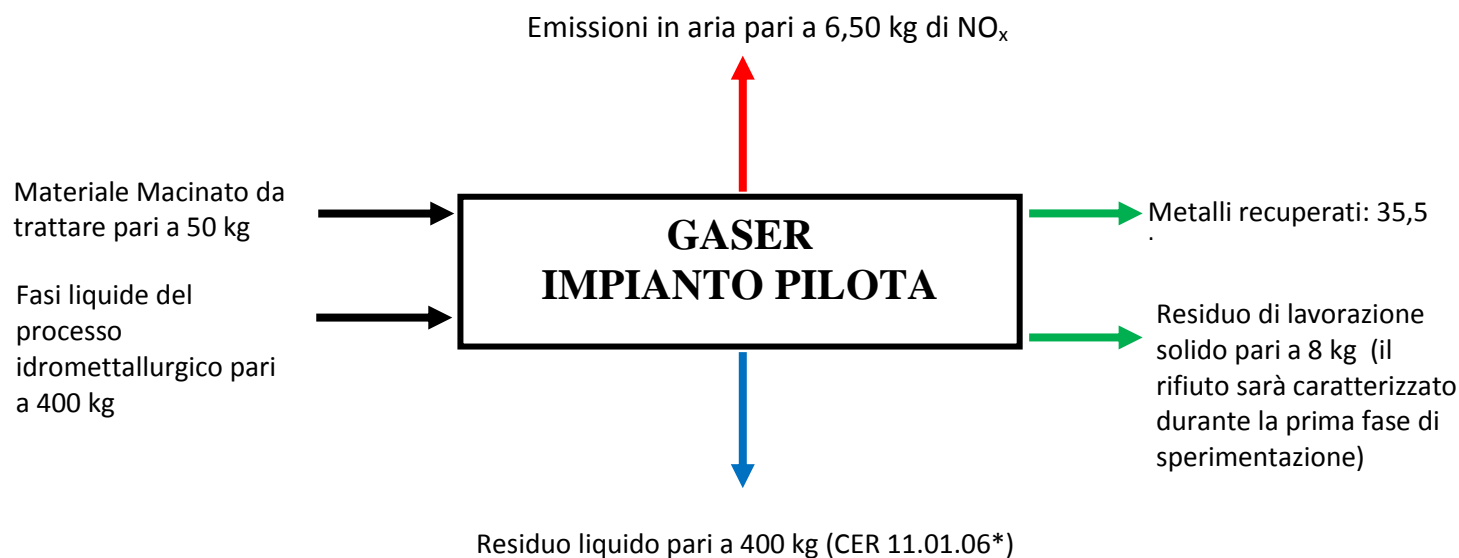 Emissioni in aria pari a 6,50 kg di NOx
Materiale Macinato da
trattare pari a 50 kg
Fasi liquide del
processo
idromettallurgico pari
a 400 kg
GASER
IMPIANTO PILOTA
Metalli recuperati: 35,5
Residuo di lavorazione
solido pari a 8 kg (il
rifiuto sarà caratterizzato
durante la prima fase di
sperimentazione)
Residuo liquido pari a 400 kg (CER 11.01.06*)